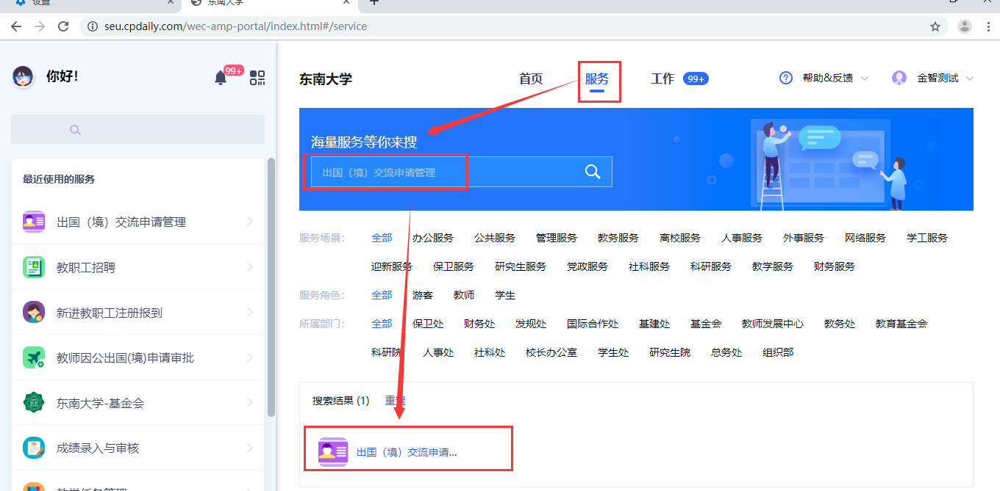 设置
东南大学
seu.cpdaily.com/wec-amp-portal/index.html#/service
你好！
99+
最近使用的服务
出国（境）交流申请管理
教职工招聘
新进教职工注册报到
教师因公出国(境)申请审批
东南大学-基金会
成绩录入与审核
教学任务管理
东南大学 首页 服务 工作 99+ 帮助&反馈 金智测试
海量服务等你来搜
出国（境）交流申请管理
服务场景： 全部 办公服务 公共服务 管理服务 教务服务 离校服务 人事服务 外事服务 网络服务 学工服务
迎新服务 保卫服务 研究生服务 党政服务 社科服务 科研服务 教学服务 财务服务
服务角色： 全部 游客 教师 学生
所属部门： 全部 保卫处 财务处 发规处 国际合作处 基建处 基金会 教师发展中心 教务处 教育基金会
科研院 人事处 社科处 校长办公室 学生处 研究生院 总务处 组织部
搜索结果 (1) 重置
出国（境）交流申请...